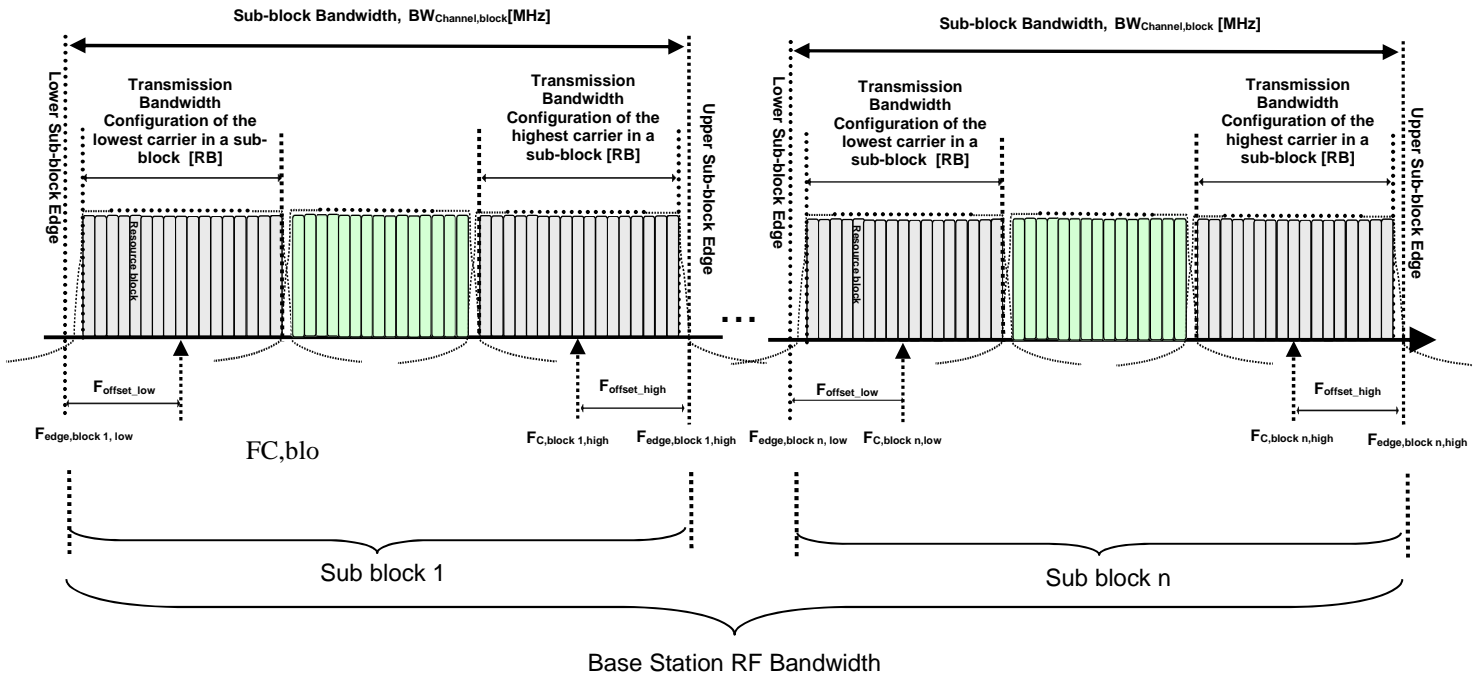 Sub-block Bandwidth, BWChannel,block[MHz]
Sub-block Bandwidth, BWChannel,block [MHz]
Lower Sub-block Edge
Transmission
Bandwidth
Configuration of the
lowest carrier in a sub-
block [RB]
Transmission
Bandwidth
Configuration of the
highest carrier in a
sub-block [RB]
Upper Sub-block Edge
Lower Sub-block Edge
Transmission
Bandwidth
Configuration of the
lowest carrier in
a sub-block [RB]
Transmission
Bandwidth
Configuration of the
highest carrier in a
sub-block [RB]
Upper Sub-block Edge
Resource block
Resource block
...
Foffset_low
Foffset_high
Foffset_low
Foffset_high
Fedge,block 1, low
FC,blo
FC,block 1,high
Fedge,block 1,high
Fedge,block n, low
FC,block n,low
FC,block n,high
Fedge,block n,high
Sub block 1
Sub block n
Base Station RF Bandwidth